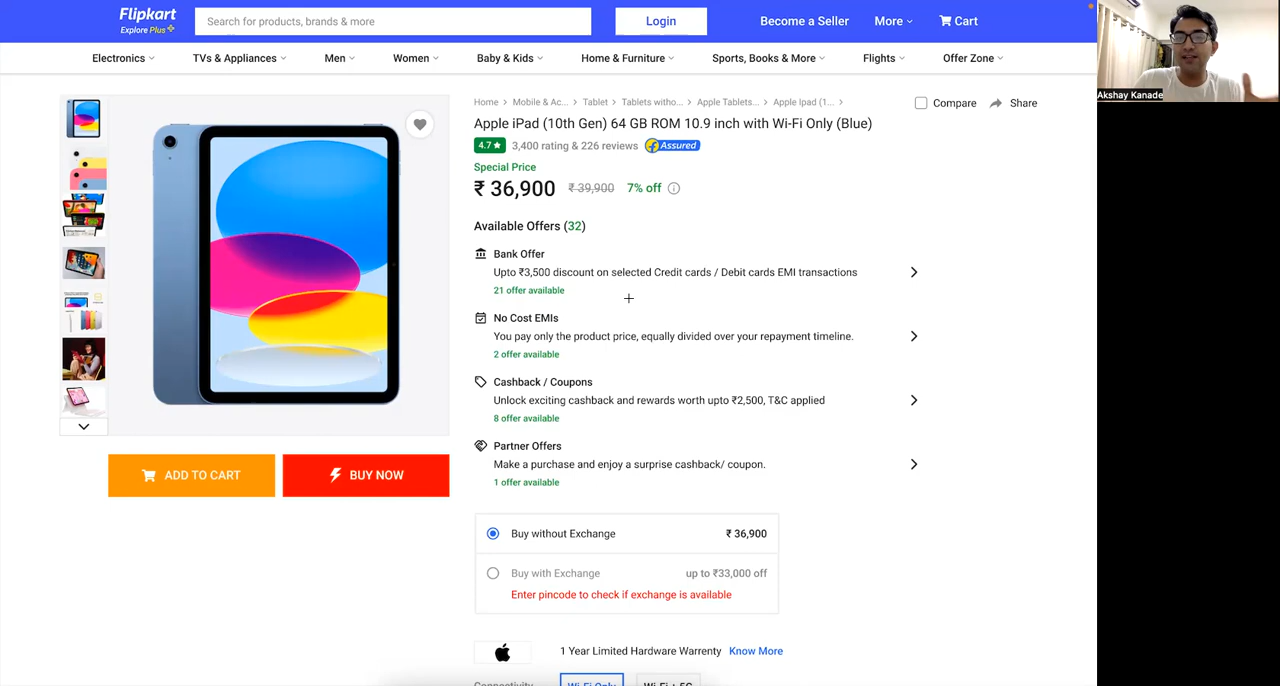 Flipkart
Explore Plus
Search for products, brands & more
Login
Become a Seller
More
Cart
Electronics
TVs & Appliances
Men
Women
Baby & Kids
Home & Furniture
Sports, Books & More
Flights
Offer Zone
Akshay Kanade
Home > Mobile & Ac... > Tablet > Tablets witho... > Apple Tablets... > Apple Ipad (1... >
Compare
Share
Apple iPad (10th Gen) 64 GB ROM 10.9 inch with Wi-Fi Only (Blue)
4.7 ★ 3,400 rating & 226 reviews Assured
Special Price
₹ 36,900 ₹ 39,900 7% off
Available Offers (32)
Bank Offer
Upto ₹3,500 discount on selected Credit cards / Debit cards EMI transactions
21 offer available
No Cost EMIs
You pay only the product price, equally divided over your repayment timeline.
2 offer available
Cashback / Coupons
Unlock exciting cashback and rewards worth upto ₹2,500, T&C applied
8 offer available
Partner Offers
Make a purchase and enjoy a surprise cashback/ coupon.
1 offer available
ADD TO CART
BUY NOW
Buy without Exchange ₹ 36,900
Buy with Exchange up to ₹33,000 off
Enter pincode to check if exchange is available
1 Year Limited Hardware Warrenty Know More
Connectivity Wi-Fi Only Wi-Fi + 5G